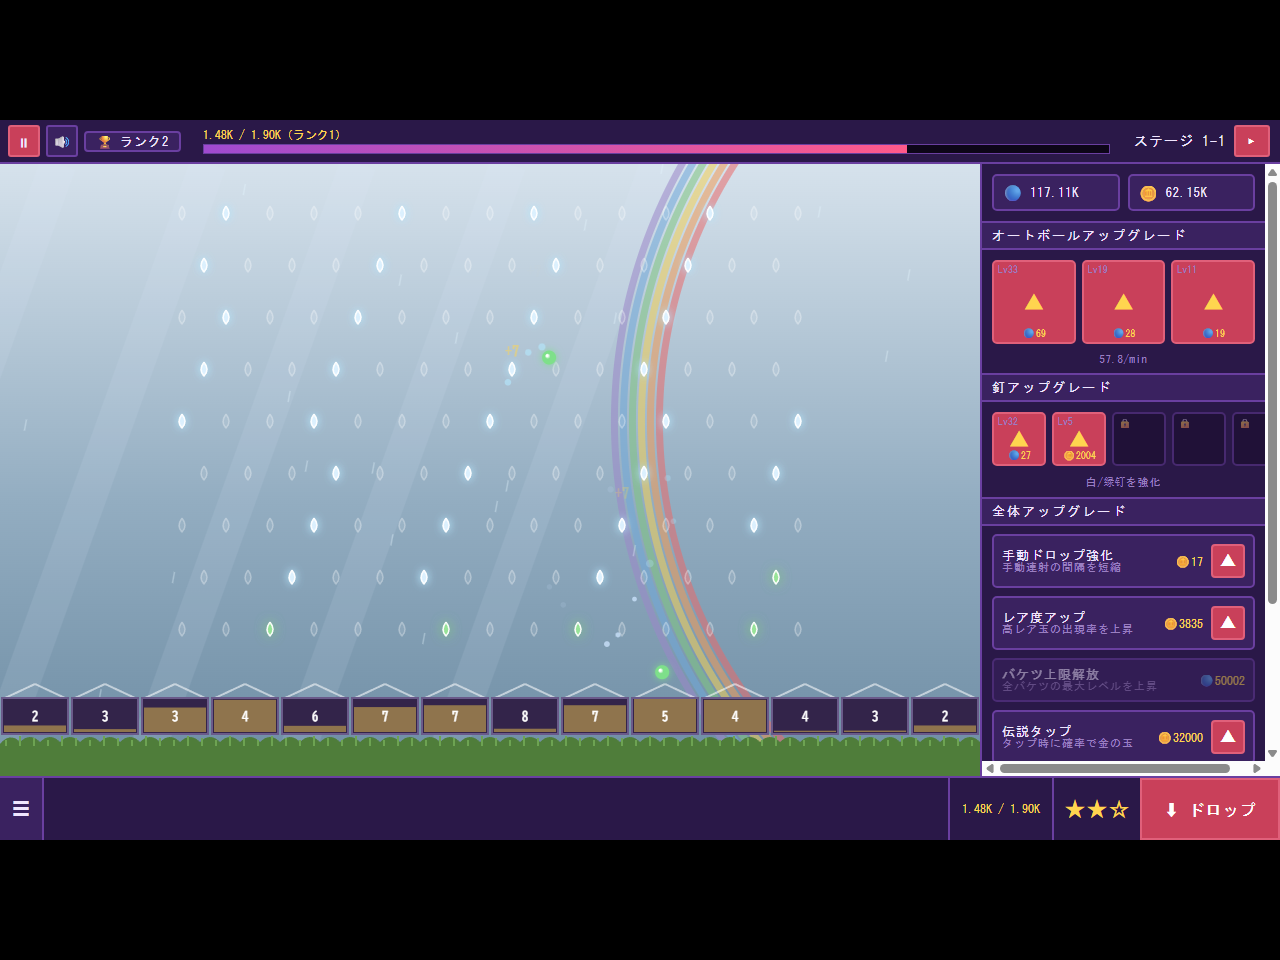 ランク2
1.48K / 1.90K (ランク1)
ステージ 1-1
117.11K
62.15K
オートボールアップグレード
Lv33
Lv19
Lv11
69
28
19
57.8/min
釘アップグレード
Lv32
Lv5
27
2004
白/緑釘を強化
全体アップグレード
手動ドロップ強化
手動連射の間隔を短縮
17
レア度アップ
高レア玉の出現率を上昇
3835
バケツ上限解放
全バケツの最大レベルを上昇
50002
伝説タップ
タップ時に確率で金の玉
32000
+7
+7
2 3 3 4 6 7 7 8 7 5 4 4 3 2
1.48K / 1.90K
★★☆
ドロップ